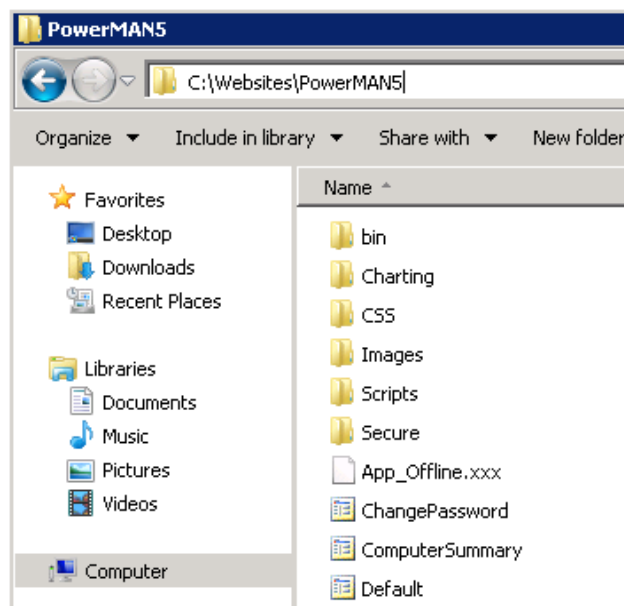 PowerMAN5
C:\Websites\PowerMAN5
Organize Include in library Share with New folder
Favorites
Desktop
Downloads
Recent Places
Libraries
Documents
Music
Pictures
Videos
Computer
Name
bin
Charting
CSS
Images
Scripts
Secure
App_Offline.xxx
ChangePassword
ComputerSummary
Default